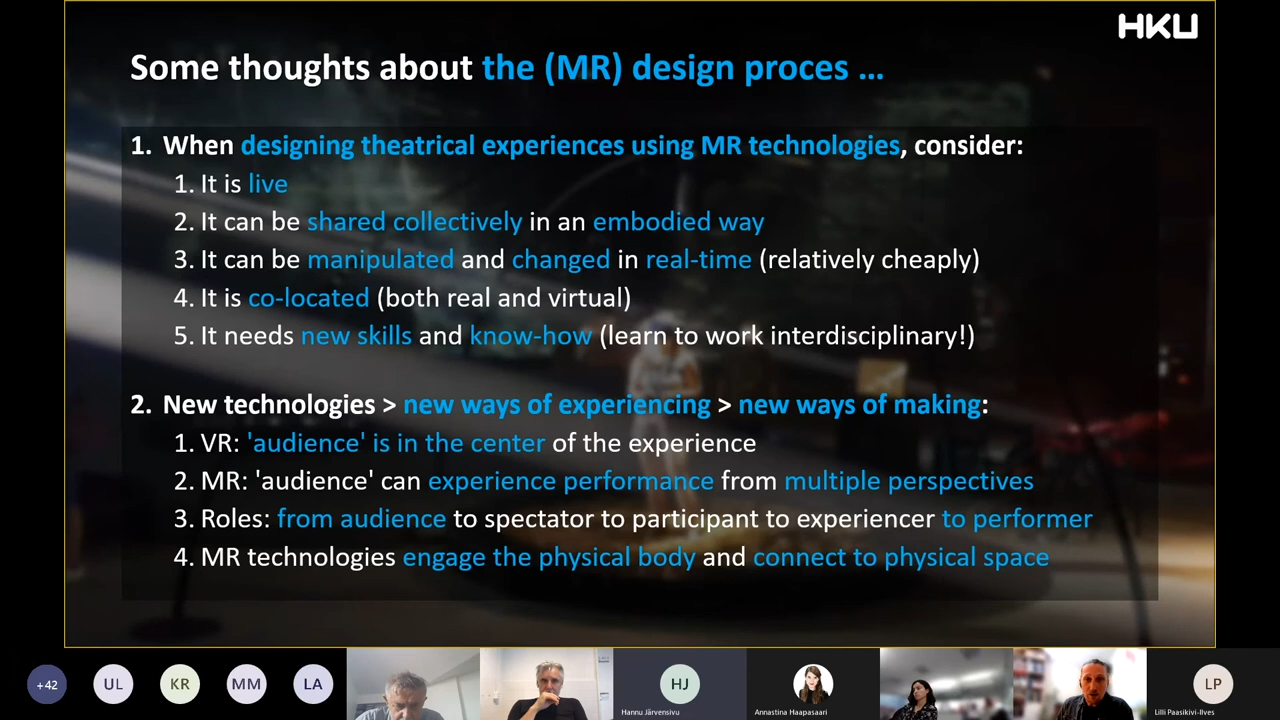 HKU
Some thoughts about the (MR) design proces ...
1. When designing theatrical experiences using MR technologies, consider:
1. It is live
2. It can be shared collectively in an embodied way
3. It can be manipulated and changed in real-time (relatively cheaply)
4. It is co-located (both real and virtual)
5. It needs new skills and know-how (learn to work interdisciplinary!)
2. New technologies > new ways of experiencing > new ways of making:
1. VR: 'audience' is in the center of the experience
2. MR: 'audience' can experience performance from multiple perspectives
3. Roles: from audience to spectator to participant to experiencer to performer
4. MR technologies engage the physical body and connect to physical space
+42 UL KR MM LA HJ LP
Hannu Järvensivu Annastina Haapasaari Lilli Paasikivi-Ilves